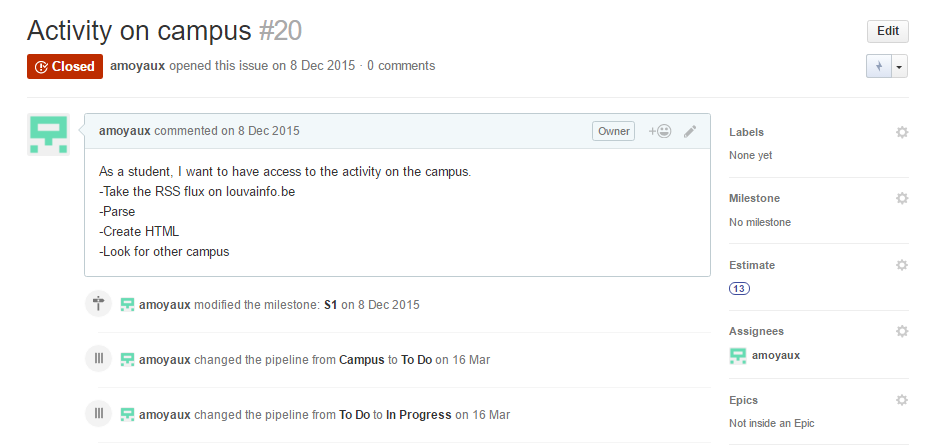 Activity on campus #20
Edit
Closed amoyaux opened this issue on 8 Dec 2015 · 0 comments
amoyaux commented on 8 Dec 2015
Owner
As a student, I want to have access to the activity on the campus.
-Take the RSS flux on louvainfo.be
-Parse
-Create HTML
-Look for other campus
amoyaux modified the milestone: S1 on 8 Dec 2015
amoyaux changed the pipeline from Campus to To Do on 16 Mar
amoyaux changed the pipeline from To Do to In Progress on 16 Mar
Labels
None yet
Milestone
No milestone
Estimate
13
Assignees
amoyaux
Epics
Not inside an Epic